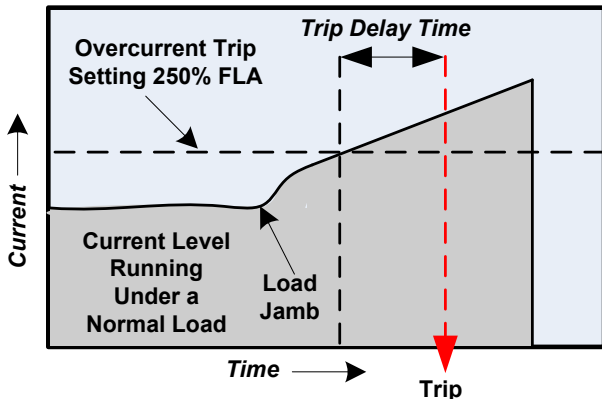 Trip Delay Time
Overcurrent Trip
Setting 250% FLA
Current
Current Level
Running
Under a
Normal Load
Load
Jamb
Time
Trip